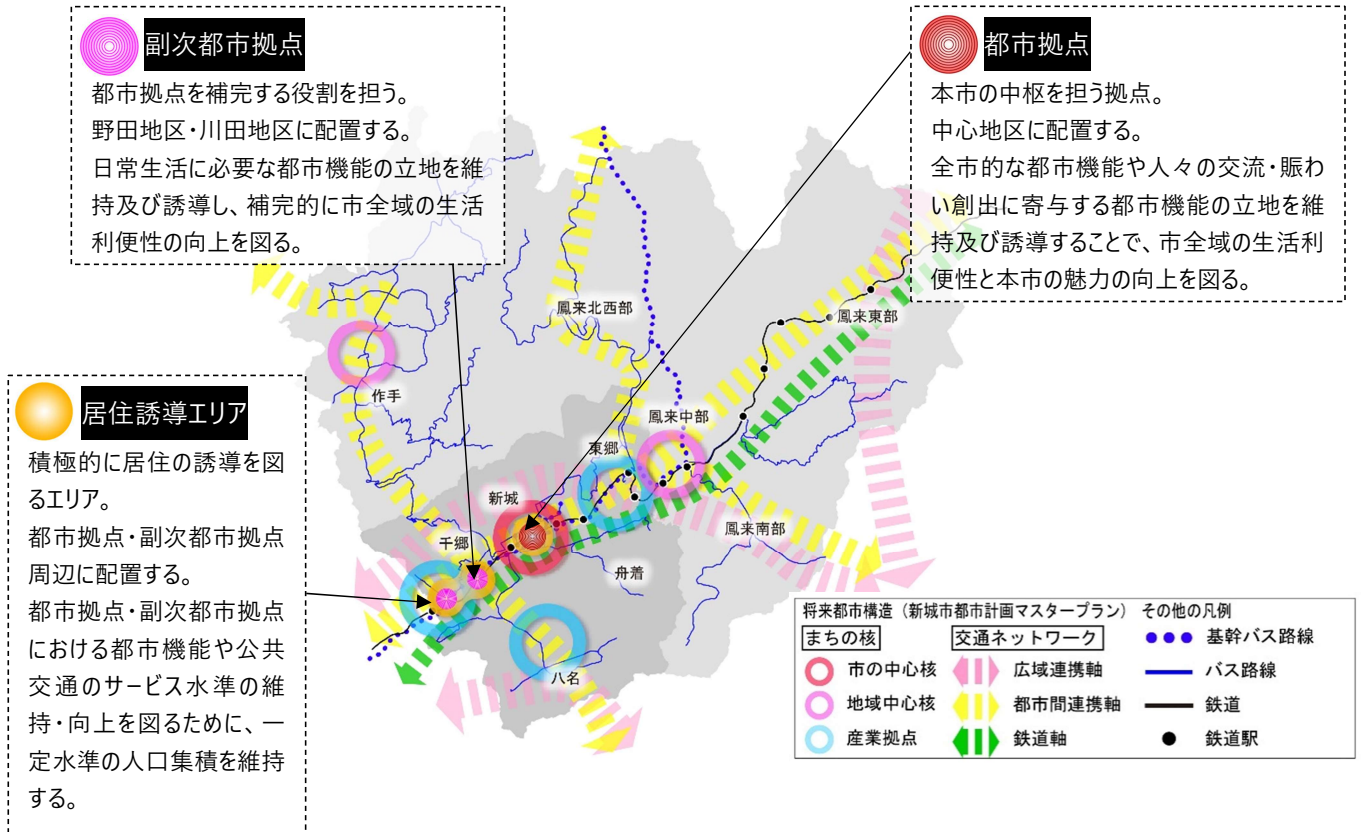 副次都市拠点
都市拠点を補完する役割を担う。
野田地区・川田地区に配置する。
日常生活に必要な都市機能の立地を維
持及び誘導し、補完的に市全域の生活
利便性の向上を図る。
都市拠点
本市の中枢を担う拠点。
中心地区に配置する。
全市的な都市機能や人々の交流・賑わ
い創出に寄与する都市機能の立地を維
持及び誘導することで、市全域の生活利
便性と本市の魅力の向上を図る。
居住誘導エリア
積極的に居住の誘導を図
るエリア。
都市拠点・副次都市拠点
周辺に配置する。
都市拠点・副次都市拠点
における都市機能や公共
交通のサービス水準の維
持・向上を図るために、一
定水準の人口集積を維持
する。
鳳来北西部
鳳来東部
作手
鳳来中部
東郷
新城
鳳来南部
千郷
舟着
八名
将来都市構造（新城市都市計画マスタープラン） その他の凡例
まちの核 交通ネットワーク 基幹バス路線
市の中心核 広域連携軸 バス路線
地域中心核 都市間連携軸 鉄道
産業拠点 鉄道軸 鉄道駅